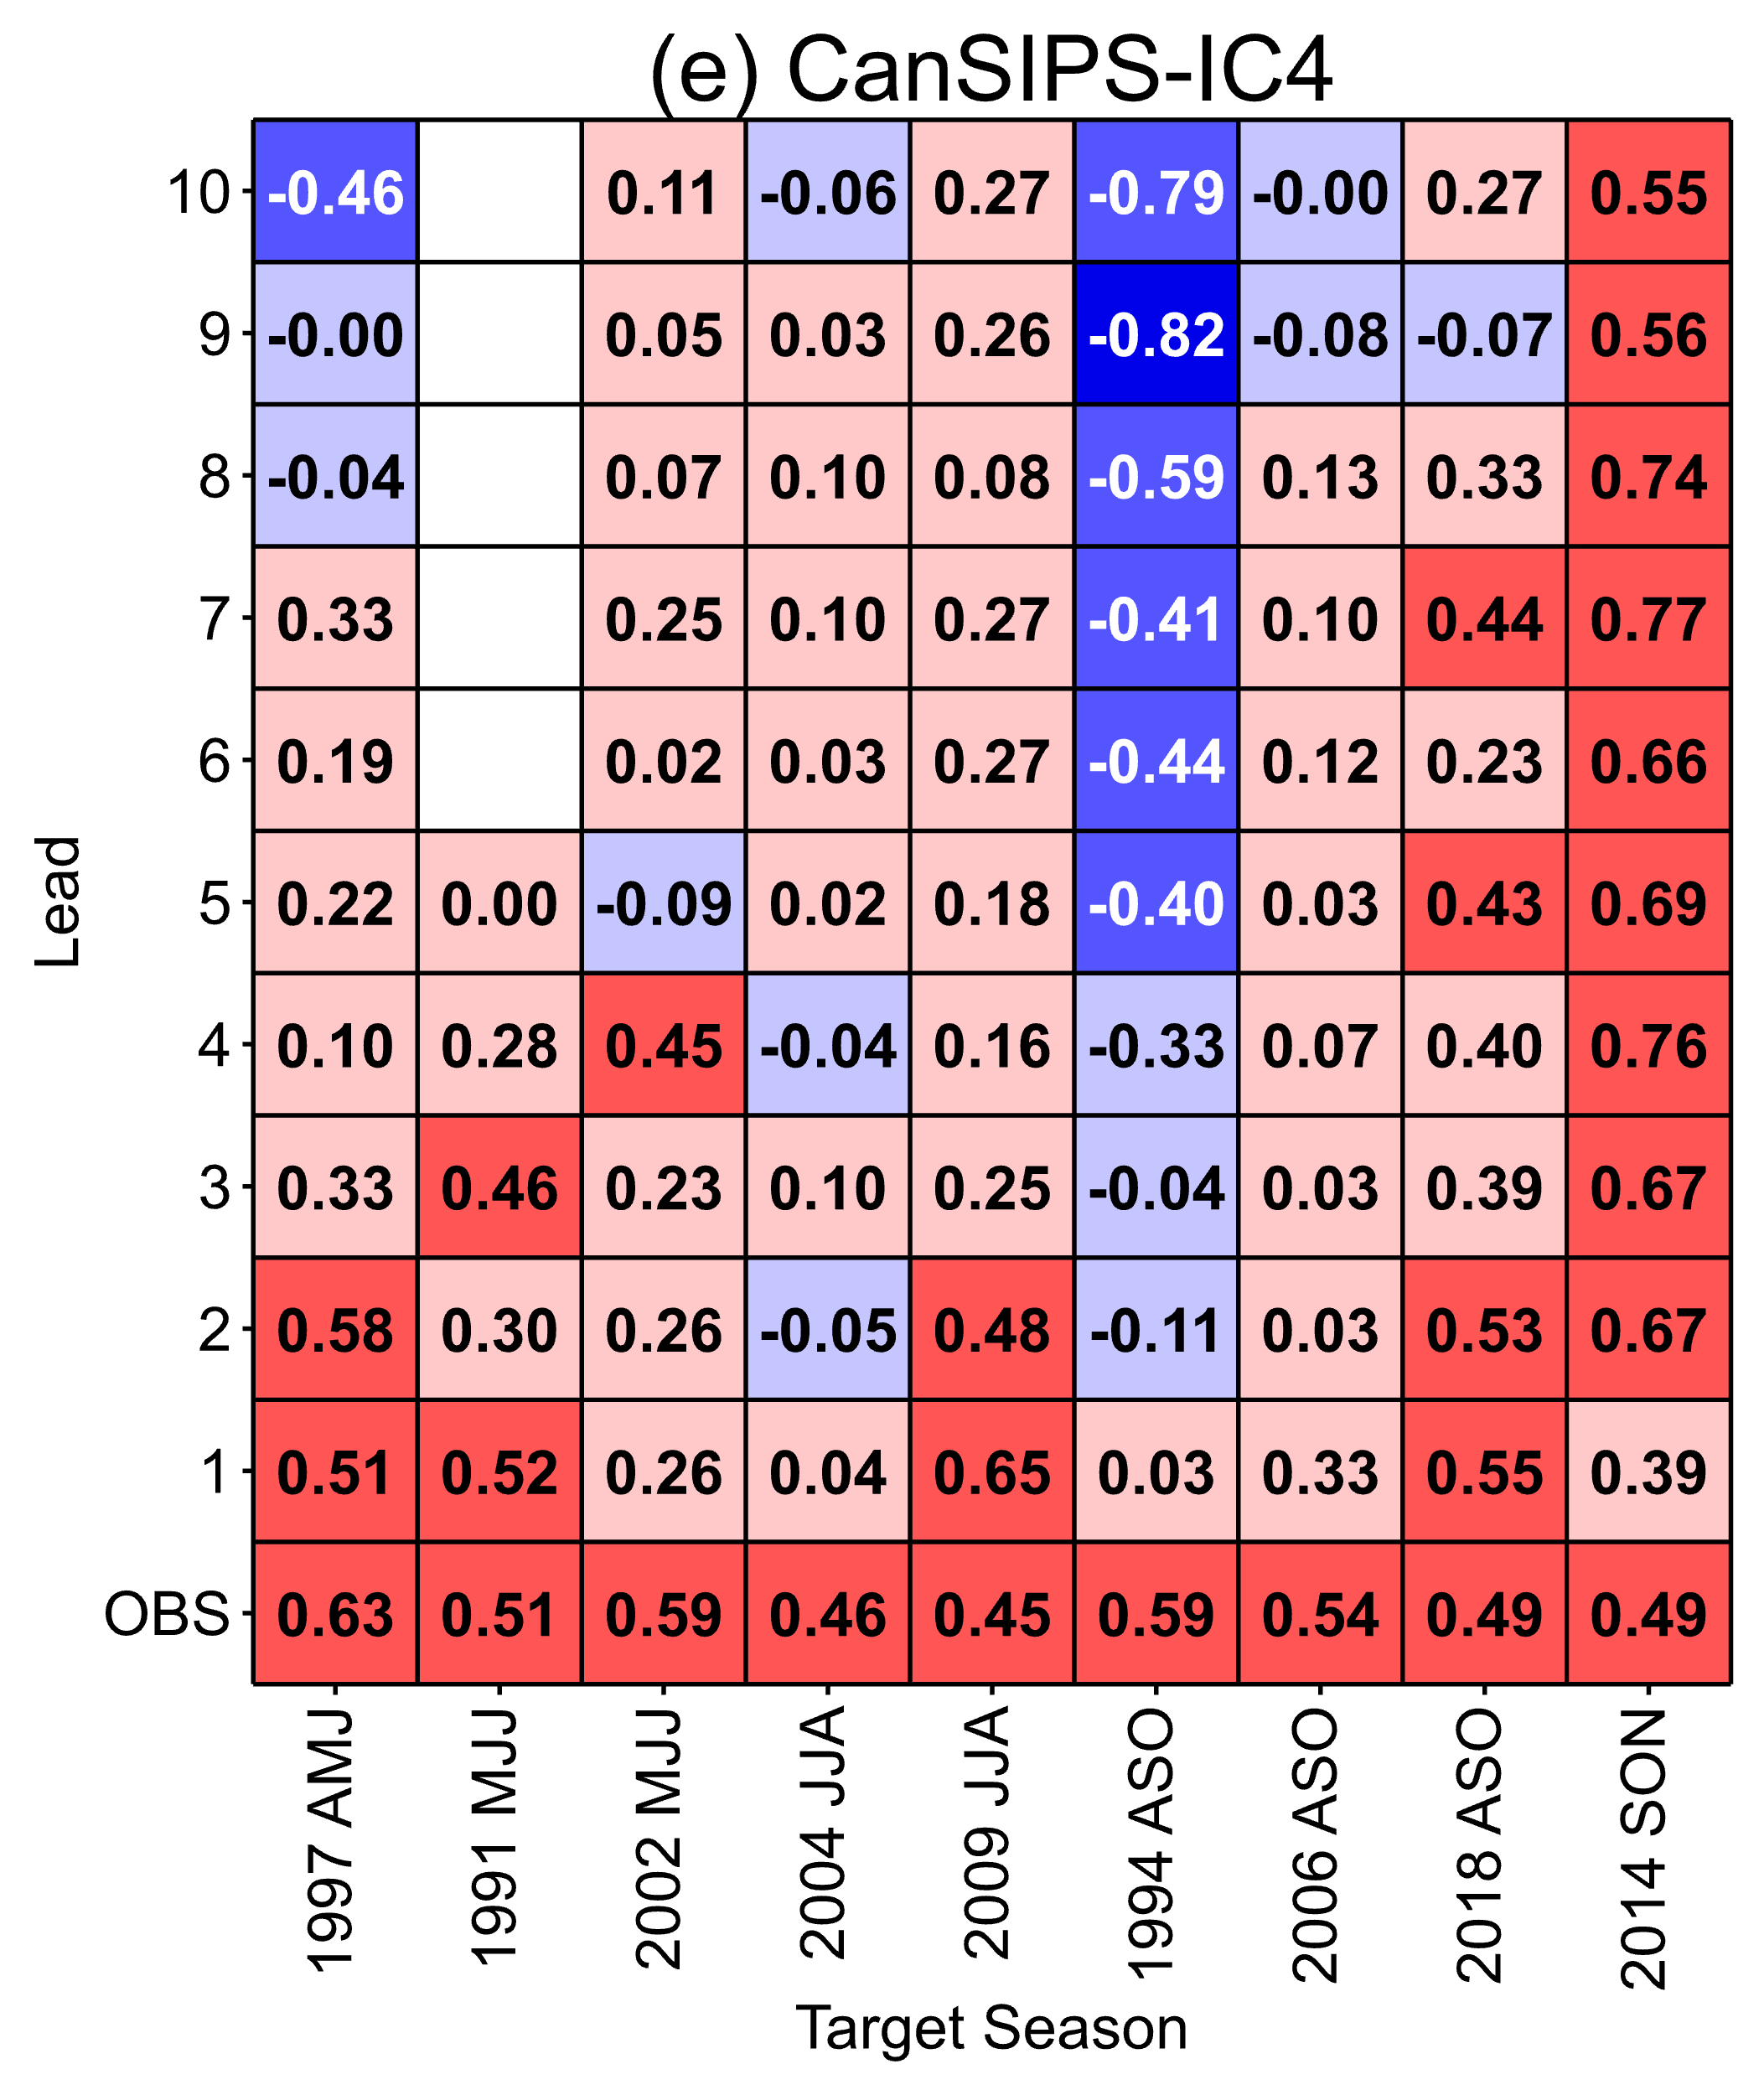 (e) CanSIPS-IC4
10 -0.46 0.11 -0.06 0.27 -0.79 -0.00 0.27 0.55
9 -0.00 0.05 0.03 0.26 -0.82 -0.08 -0.07 0.56
8 -0.04 0.07 0.10 0.08 -0.59 0.13 0.33 0.74
7 0.33 0.25 0.10 0.27 -0.41 0.10 0.44 0.77
6 0.19 0.02 0.03 0.27 -0.44 0.12 0.23 0.66
5 0.22 0.00 -0.09 0.02 0.18 -0.40 0.03 0.43 0.69
4 0.10 0.28 0.45 -0.04 0.16 -0.33 0.07 0.40 0.76
3 0.33 0.46 0.23 0.10 0.25 -0.04 0.03 0.39 0.67
2 0.58 0.30 0.26 -0.05 0.48 -0.11 0.03 0.53 0.67
1 0.51 0.52 0.26 0.04 0.65 0.03 0.33 0.55 0.39
OBS 0.63 0.51 0.59 0.46 0.45 0.59 0.54 0.49 0.49
Lead
1997 AMJ
1991 MJJ
2002 MJJ
2004 JJA
2009 JJA
1994 ASO
2006 ASO
2018 ASO
2014 SON
Target Season